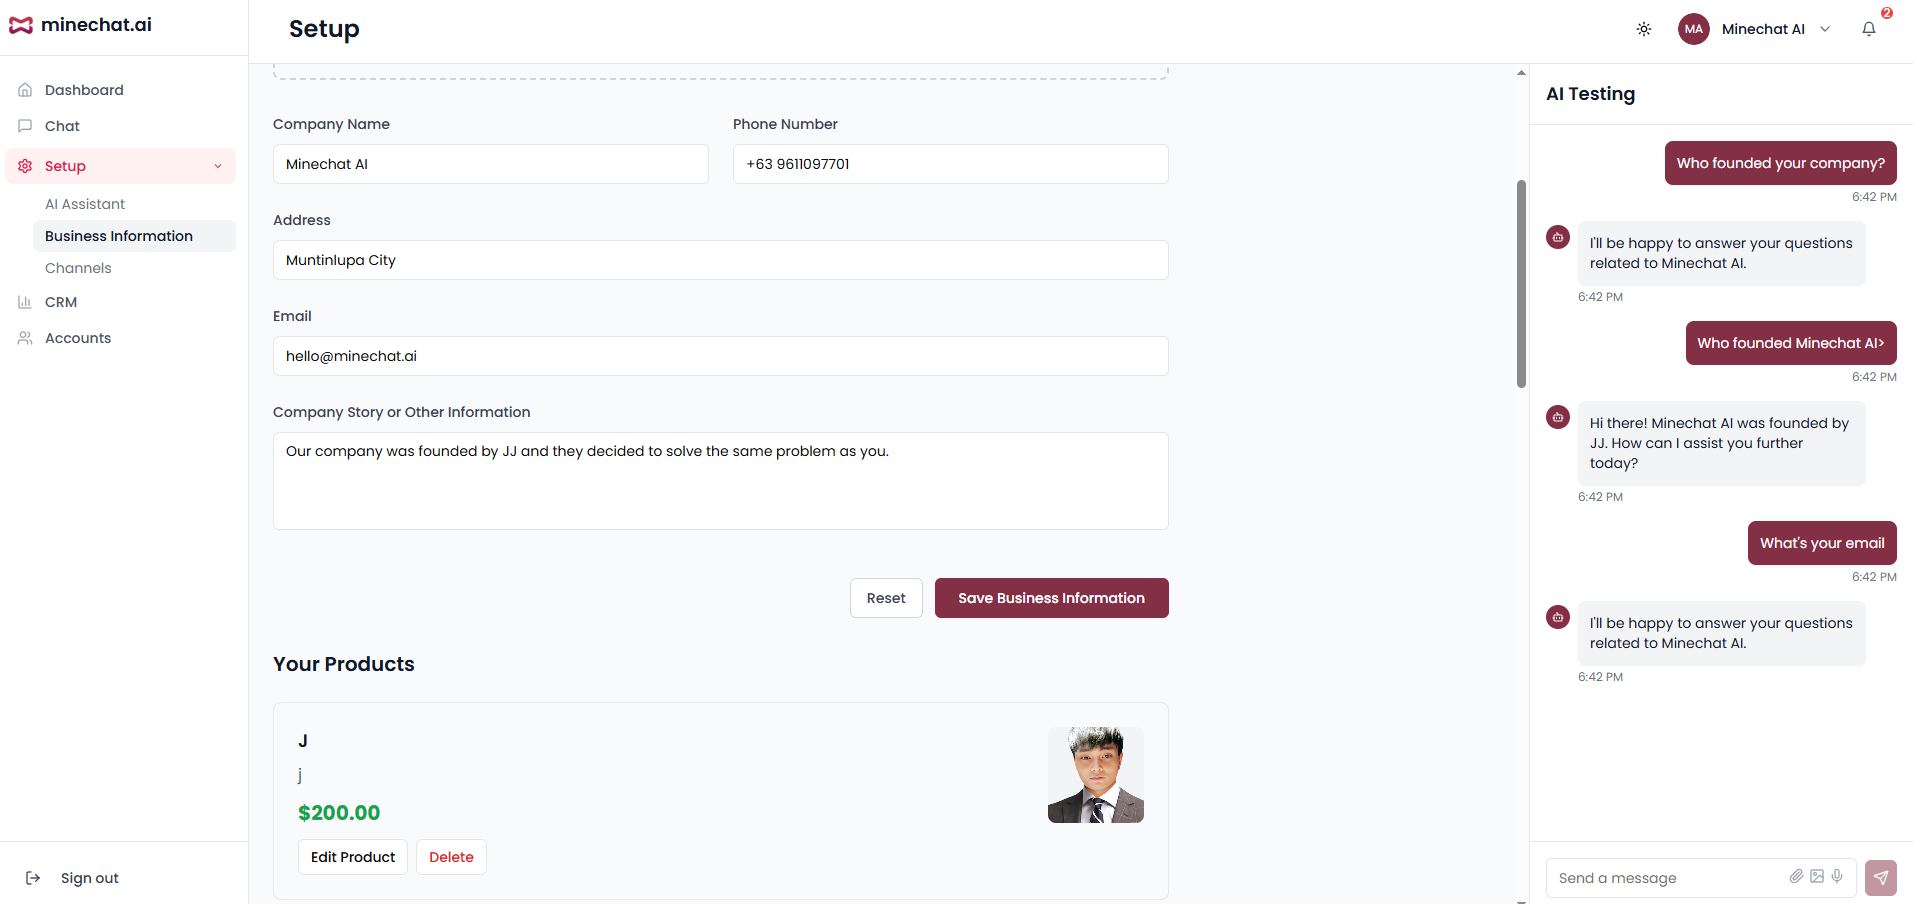 minechat.ai
Dashboard
Chat
Setup
AI Assistant
Business Information
Channels
CRM
Accounts
Sign out
Setup
MA
Minechat AI
2
Company Name
Phone Number
Minechat AI
+63 9611097701
Address
Muntinlupa City
Email
hello@minechat.ai
Company Story or Other Information
Our company was founded by JJ and they decided to solve the same problem as you.
Reset
Save Business Information
Your Products
J
j
$200.00
Edit Product
Delete
AI Testing
Who founded your company?
6:42 PM
I'll be happy to answer your questions
related to Minechat AI.
6:42 PM
Who founded Minechat AI>
6:42 PM
Hi there! Minechat AI was founded by
JJ. How can I assist you further
today?
6:42 PM
What's your email
6:42 PM
I'll be happy to answer your questions
related to Minechat AI.
6:42 PM
Send a message